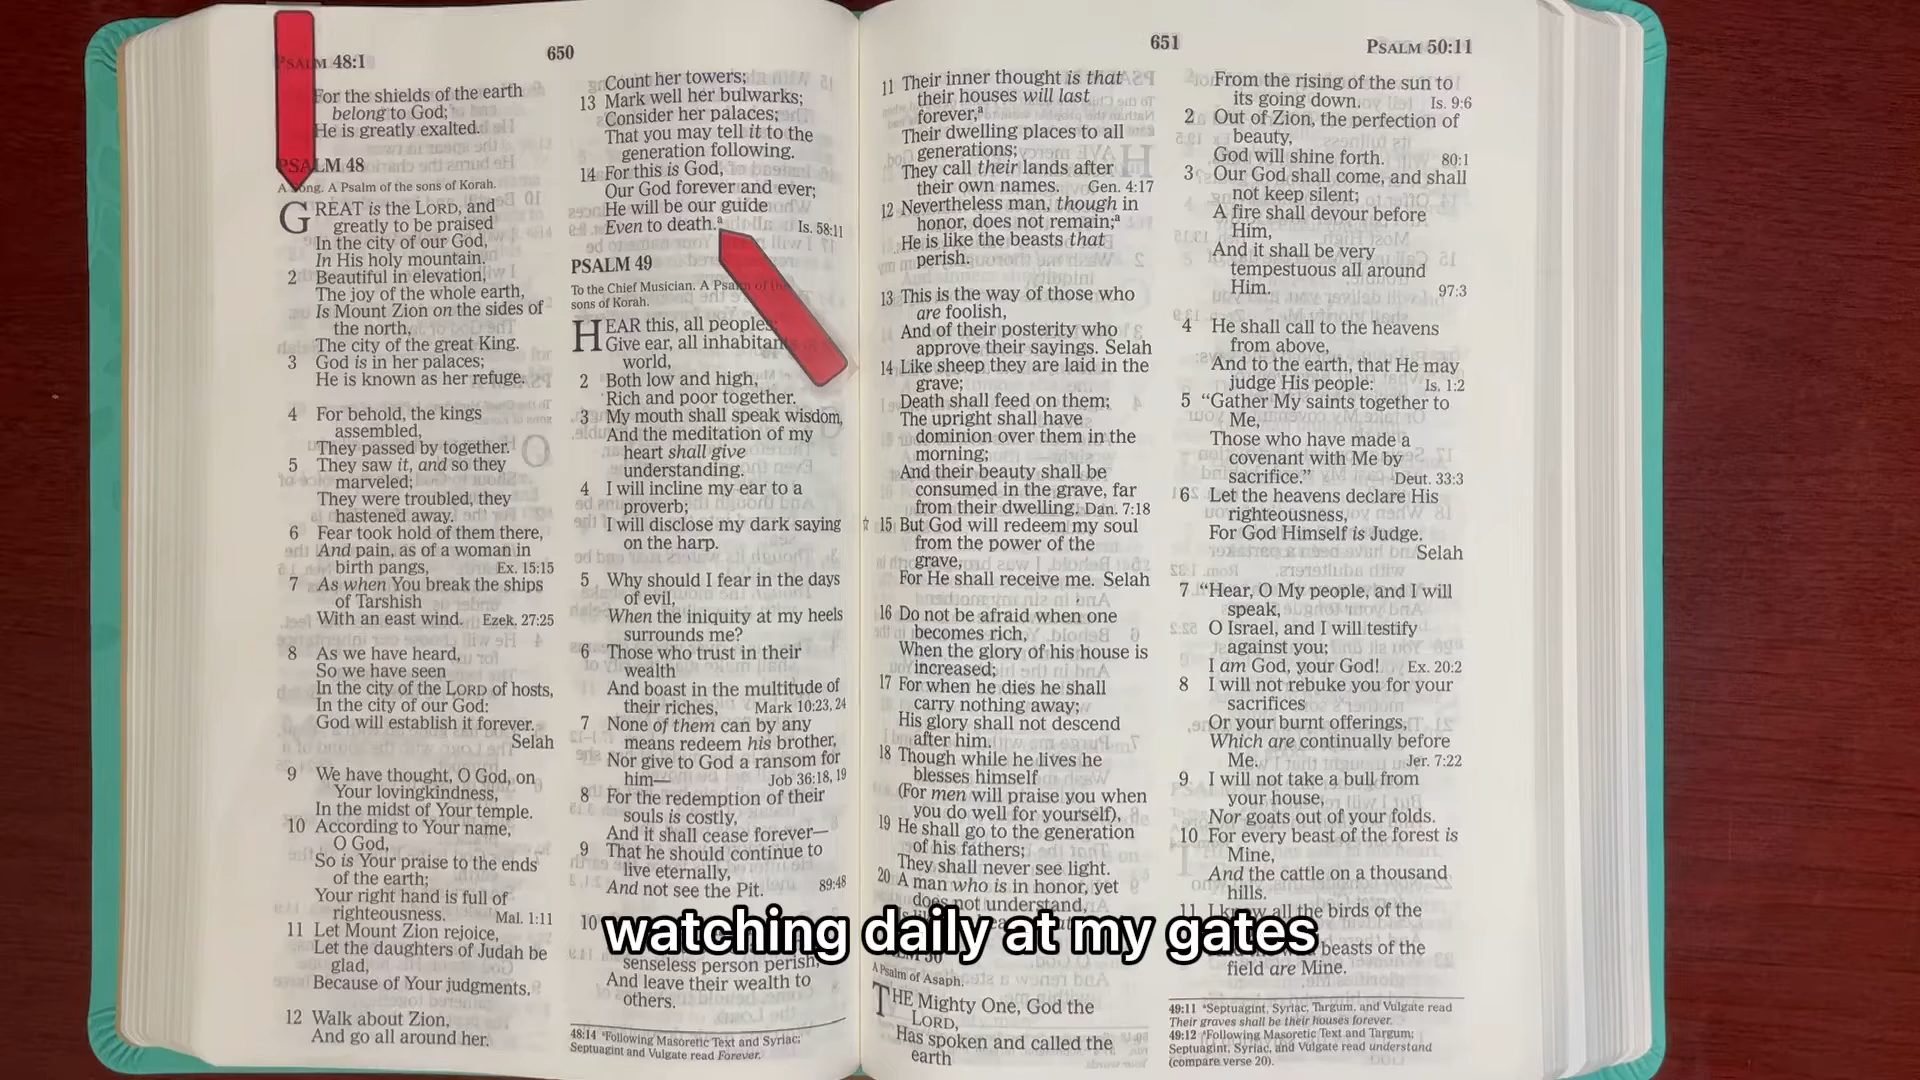 PSALM 48:1
650
For the shields of the earth
belong to God;
He is greatly exalted.
PSALM 48
A Song. A Psalm of the sons of Korah.
GREAT is the LORD, and
greatly to be praised
In the city of our God,
In His holy mountain.
2 Beautiful in elevation,
The joy of the whole earth,
Is Mount Zion on the sides of
the north,
The city of the great King.
3 God is in her palaces;
He is known as her refuge.
4 For behold, the kings
assembled,
They passed by together.
5 They saw it, and so they
marveled;
They were troubled, they
hastened away.
6 Fear took hold of them there,
And pain, as of a woman in
birth pangs, Ex. 15:15
7 As when You break the ships
of Tarshish
With an east wind. Ezek. 27:25
8 As we have heard,
So we have seen
In the city of the LORD of hosts,
In the city of our God:
God will establish it forever.
Selah
9 We have thought, O God, on
Your lovingkindness,
In the midst of Your temple.
10 According to Your name,
O God,
So is Your praise to the ends
of the earth;
Your right hand is full of
righteousness. Mal. 1:11
11 Let Mount Zion rejoice,
Let the daughters of Judah be
glad,
Because of Your judgments.
12 Walk about Zion,
And go all around her.
Count her towers;
13 Mark well her bulwarks;
Consider her palaces;
That you may tell it to the
generation following.
14 For this is God,
Our God forever and ever;
He will be our guide
Even to death.a Is. 58:11
PSALM 49
To the Chief Musician. A Psalm of the
sons of Korah.
HEAR this, all peoples;
Give ear, all inhabitants
world,
2 Both low and high,
Rich and poor together.
3 My mouth shall speak wisdom,
And the meditation of my
heart shall give
understanding.
4 I will incline my ear to a
proverb;
I will disclose my dark saying
on the harp.
5 Why should I fear in the days
of evil,
When the iniquity at my heels
surrounds me?
6 Those who trust in their
wealth
And boast in the multitude of
their riches, Mark 10:23, 24
7 None of them can by any
means redeem his brother,
Nor give to God a ransom for
him— Job 36:18, 19
8 For the redemption of their
souls is costly,
And it shall cease forever—
9 That he should continue to
live eternally,
And not see the Pit. 89:48
10
senseless person perish,
And leave their wealth to
others.
48:14 aFollowing Masoretic Text and Syriac;
Septuagint and Vulgate read Forever.
651
PSALM 50:11
11 Their inner thought is that
their houses will last
forever,a
Their dwelling places to all
generations;
They call their lands after
their own names. Gen. 4:17
12 Nevertheless man, though in
honor, does not remain;a
He is like the beasts that
perish.
13 This is the way of those who
are foolish,
And of their posterity who
approve their sayings. Selah
14 Like sheep they are laid in the
grave;
Death shall feed on them;
The upright shall have
dominion over them in the
morning;
And their beauty shall be
consumed in the grave, far
from their dwelling. Dan. 7:18
15 But God will redeem my soul
from the power of the
grave,
For He shall receive me. Selah
16 Do not be afraid when one
becomes rich,
When the glory of his house is
increased;
17 For when he dies he shall
carry nothing away;
His glory shall not descend
after him.
18 Though while he lives he
blesses himself
(For men will praise you when
you do well for yourself),
19 He shall go to the generation
of his fathers;
They shall never see light.
20 A man who is in honor, yet
does not understand,
A Psalm of Asaph.
THE Mighty One, God the
LORD,
Has spoken and called the
earth
From the rising of the sun to
its going down. Is. 9:6
2 Out of Zion, the perfection of
beauty,
God will shine forth. 80:1
3 Our God shall come, and shall
not keep silent;
A fire shall devour before
Him,
And it shall be very
tempestuous all around
Him. 97:3
4 He shall call to the heavens
from above,
And to the earth, that He may
judge His people: Is. 1:2
5 “Gather My saints together to
Me,
Those who have made a
covenant with Me by
sacrifice.” Deut. 33:3
6 Let the heavens declare His
righteousness,
For God Himself is Judge.
Selah
7 “Hear, O My people, and I will
speak,
O Israel, and I will testify
against you;
I am God, your God! Ex. 20:2
8 I will not rebuke you for your
sacrifices
Or your burnt offerings,
Which are continually before
Me. Jer. 7:22
9 I will not take a bull from
your house,
Nor goats out of your folds.
10 For every beast of the forest is
Mine,
And the cattle on a thousand
hills.
11 I know all the birds of the
beasts of the
field are Mine.
49:11 aSeptuagint, Syriac, Targum, and Vulgate read
Their graves shall be their houses forever.
49:12 aFollowing Masoretic Text and Targum;
Septuagint, Syriac, and Vulgate read understand
(compare verse 20).
watching daily at my gates